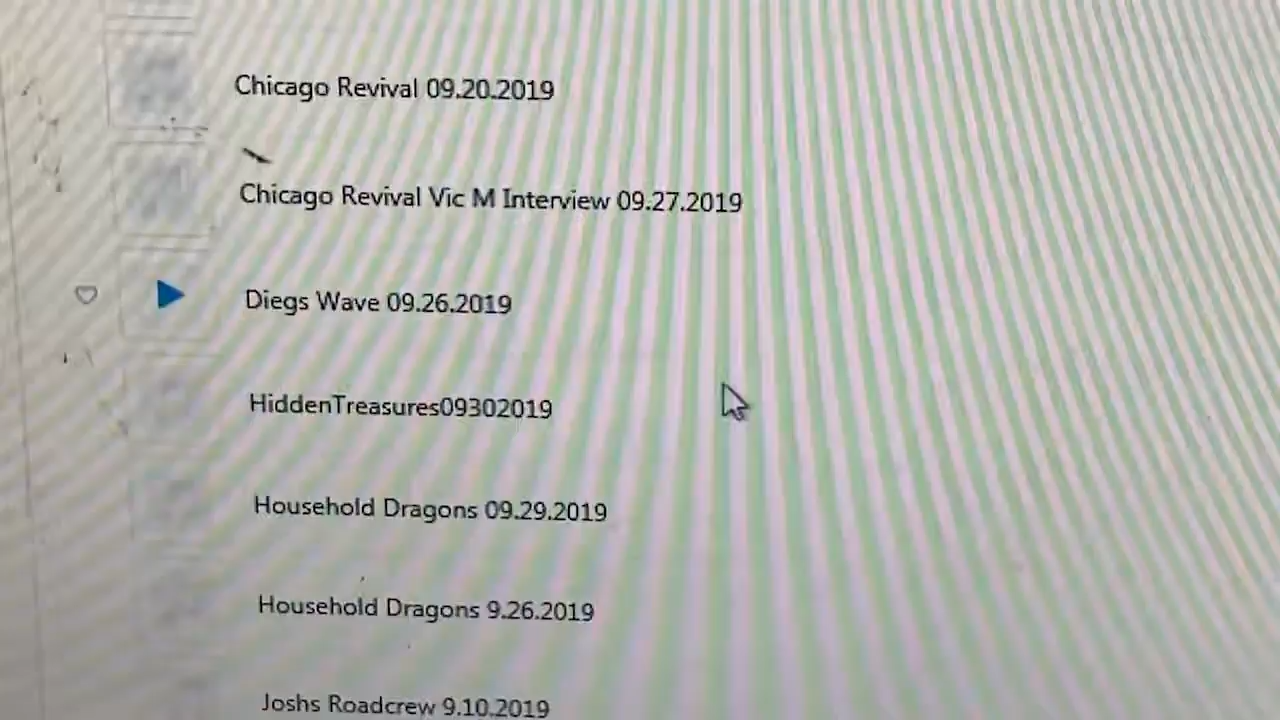 Chicago Revival 09.20.2019
Chicago Revival Vic M Interview 09.27.2019
Diegs Wave 09.26.2019
HiddenTreasures09302019
Household Dragons 09.29.2019
Household Dragons 9.26.2019
Joshs Roadcrew 9.10.2019